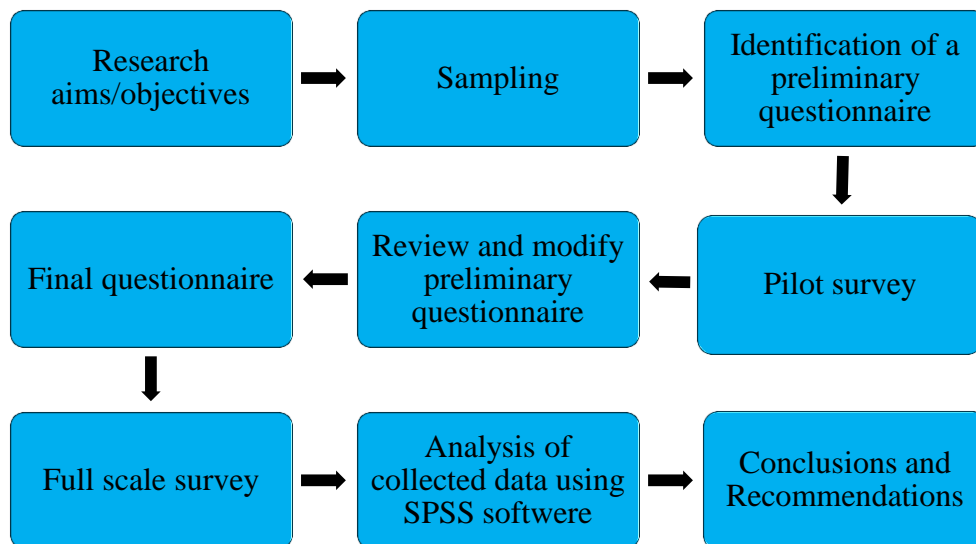 Research
aims/objectives
Sampling
Identification of a
preliminary
questionnaire
Pilot survey
Review and modify
preliminary
questionnaire
Final questionnaire
Full scale survey
Analysis of
collected data using
SPSS softwere
Conclusions and
Recommendations